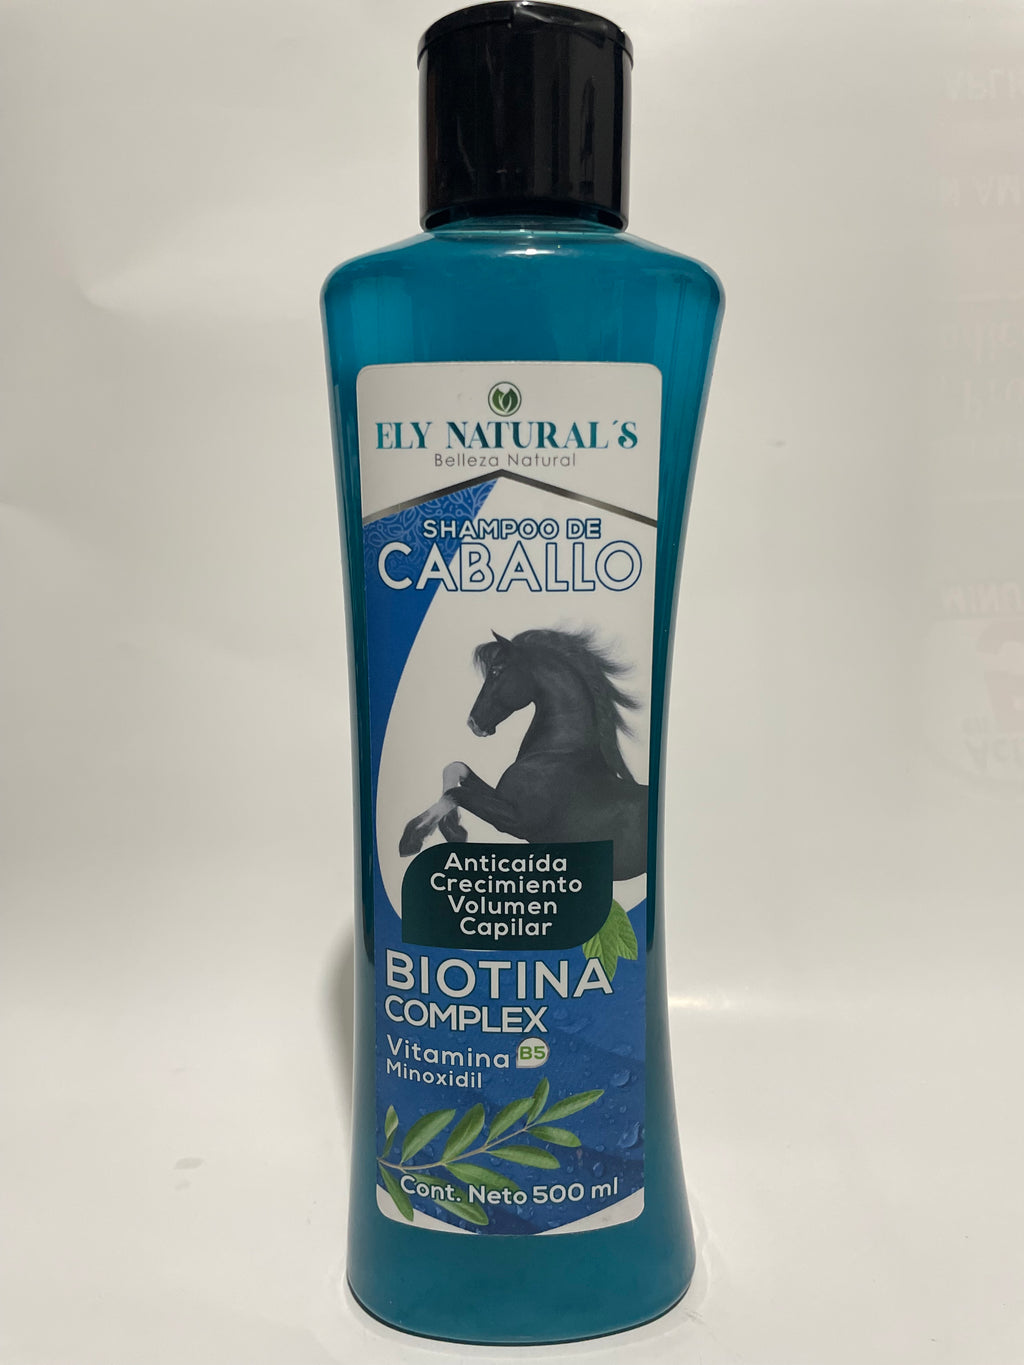 ELY NATURAL´S
Belleza Natural
SHAMPOO DE
CABALLO
Anticaída
Crecimiento
Volumen
Capilar
BIOTINA
COMPLEX
Vitamina B5
Minoxidil
Cont. Neto 500 ml